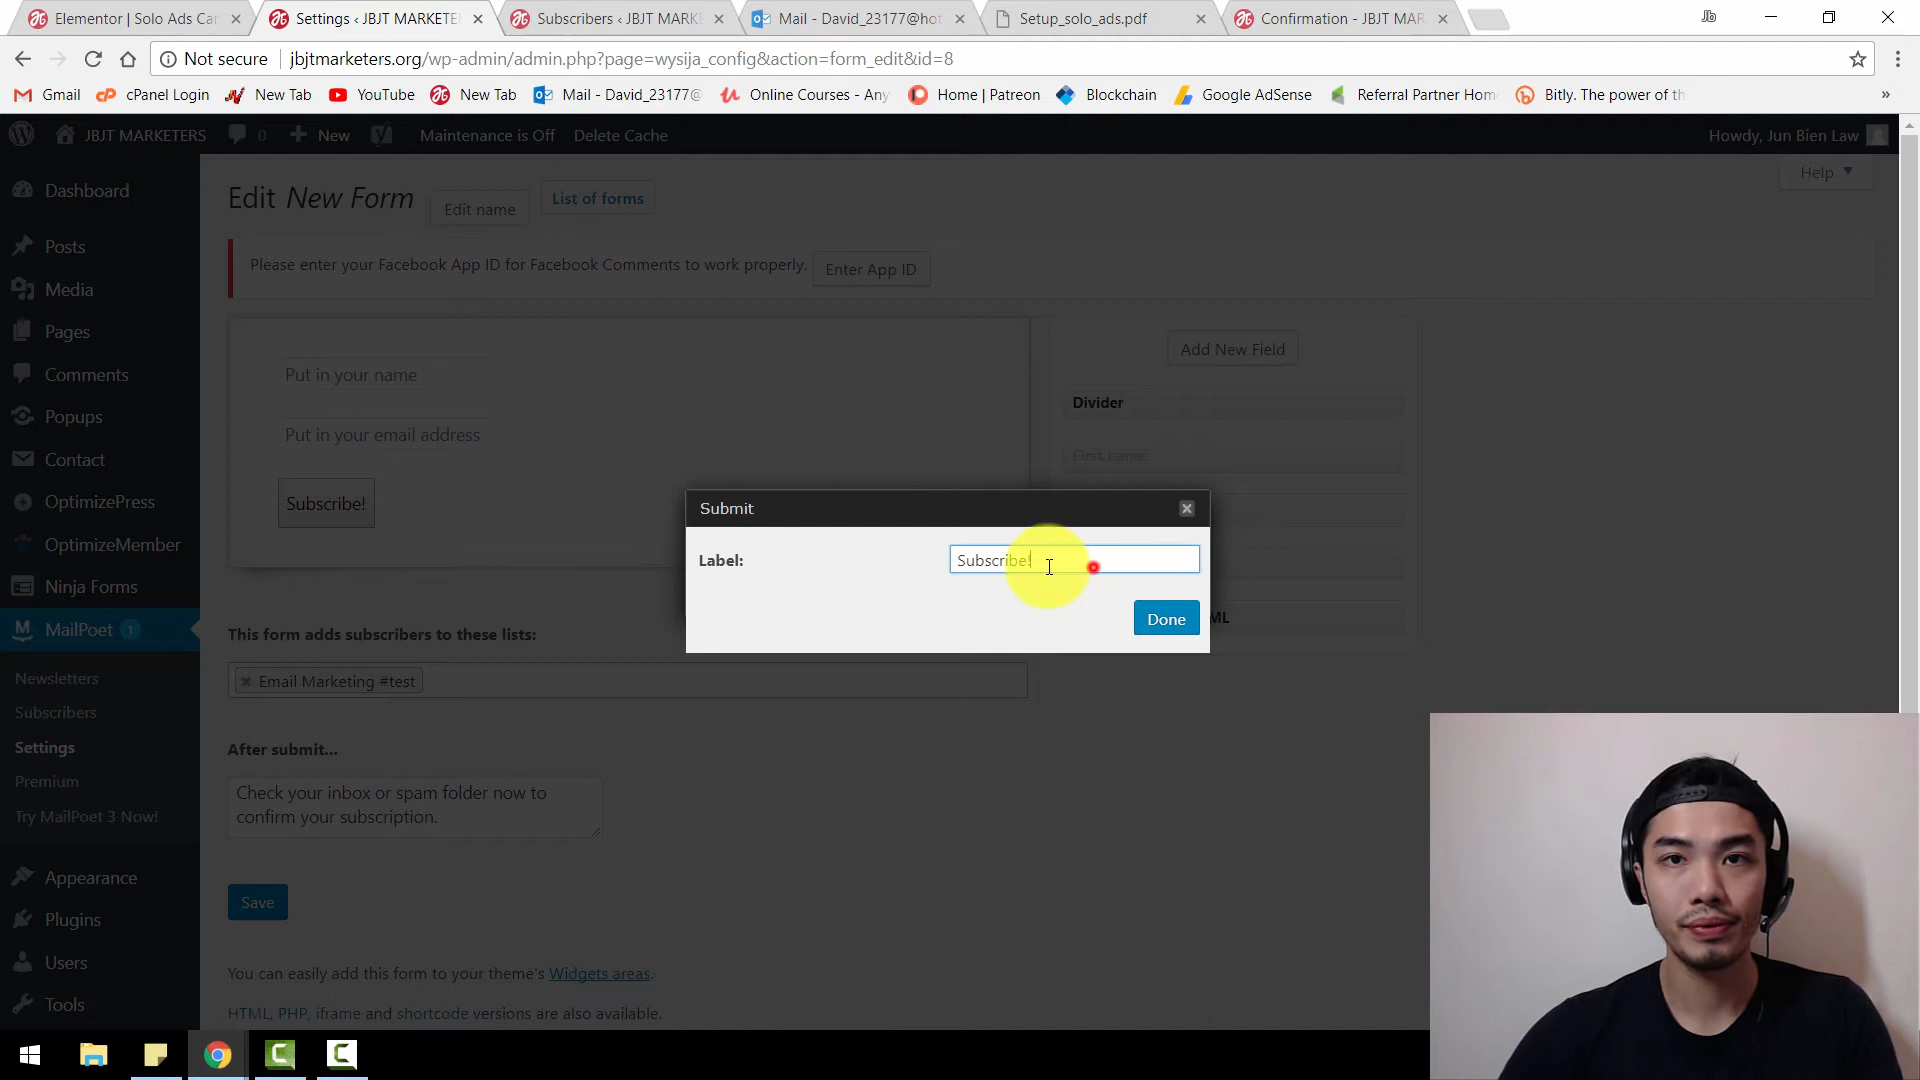 Elementor | Solo Ads Car
Settings ‹ JBJT MARKETE
Subscribers ‹ JBJT MARKE
Mail - David_23177@hot
Setup_solo_ads.pdf
Confirmation - JBJT MAR
Jb
Not secure
jbjtmarketers.org/wp-admin/admin.php?page=wysija_config&action=form_edit&id=8
Gmail
cPanel Login
New Tab
YouTube
New Tab
Mail - David_23177@
Online Courses - Any
Home | Patreon
Blockchain
Google AdSense
Referral Partner Hom
Bitly. The power of th
»
JBJT MARKETERS
0
New
Maintenance is Off
Delete Cache
Howdy, Jun Bien Law
Dashboard
Posts
Media
Pages
Comments
Popups
Contact
OptimizePress
OptimizeMember
Ninja Forms
MailPoet 1
Newsletters
Subscribers
Settings
Premium
Try MailPoet 3 Now!
Appearance
Plugins
Users
Tools
Help
Edit New Form
Edit name
List of forms
Please enter your Facebook App ID for Facebook Comments to work properly.
Enter App ID
Put in your name
Put in your email address
Subscribe!
Add New Field
Divider
First name
ML
Submit
Label:
Subscribe!
Done
This form adds subscribers to these lists:
Email Marketing #test
After submit...
Check your inbox or spam folder now to
confirm your subscription.
Save
You can easily add this form to your theme's Widgets areas.
HTML, PHP, iframe and shortcode versions are also available.